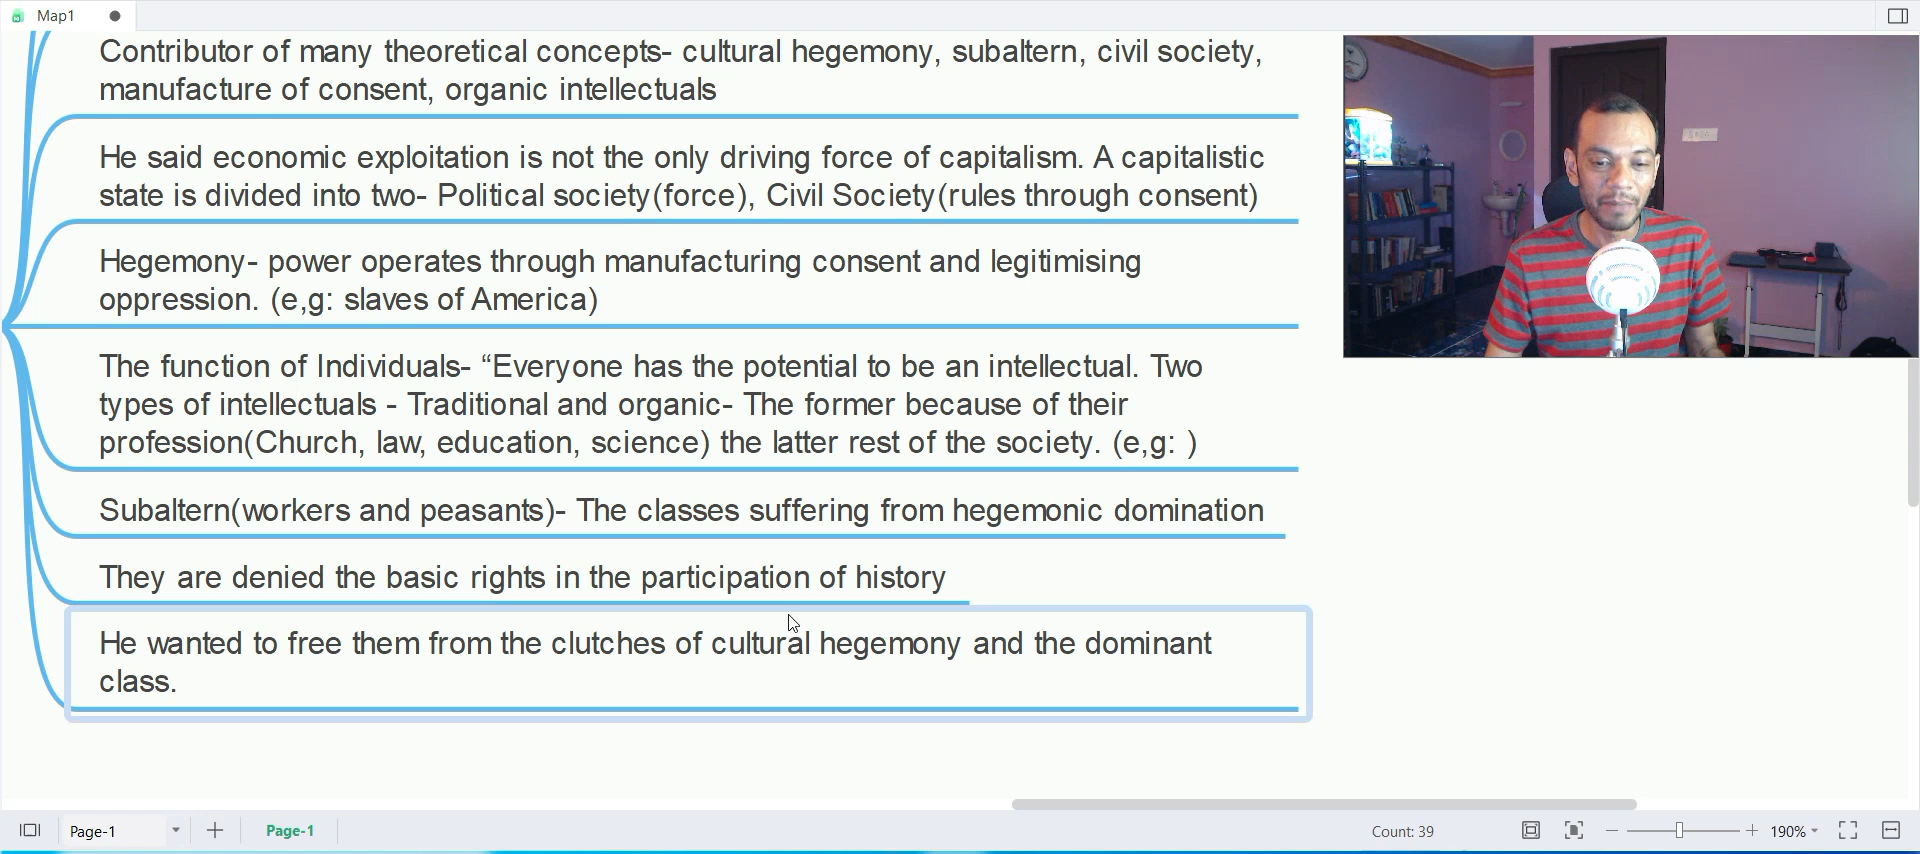 Map1
Contributor of many theoretical concepts- cultural hegemony, subaltern, civil society,
manufacture of consent, organic intellectuals
He said economic exploitation is not the only driving force of capitalism. A capitalistic
state is divided into two- Political society(force), Civil Society(rules through consent)
Hegemony- power operates through manufacturing consent and legitimising
oppression. (e,g: slaves of America)
The function of Individuals- “Everyone has the potential to be an intellectual. Two
types of intellectuals - Traditional and organic- The former because of their
profession(Church, law, education, science) the latter rest of the society. (e,g: )
Subaltern(workers and peasants)- The classes suffering from hegemonic domination
They are denied the basic rights in the participation of history
He wanted to free them from the clutches of cultural hegemony and the dominant
class.
Page-1
Page-1
Count: 39
190%